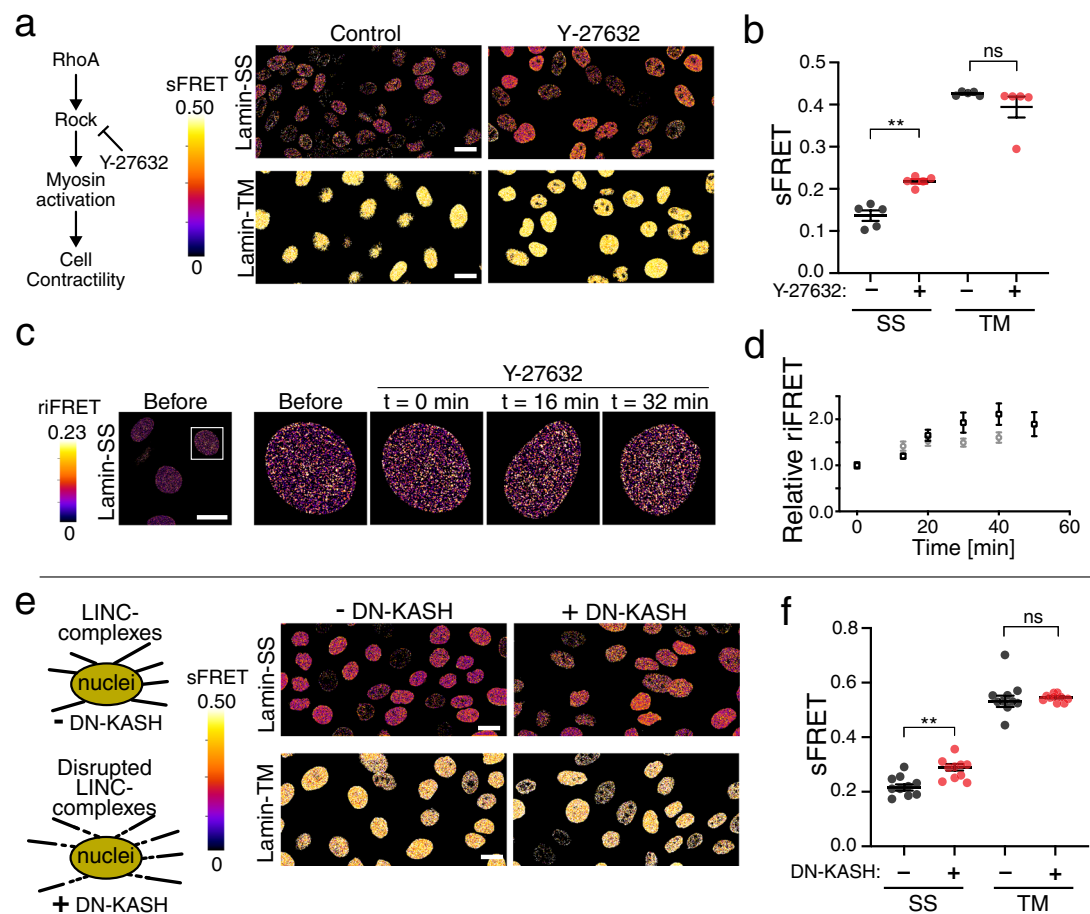 a
RhoA
Rock
Y-27632
Myosin
activation
Cell
Contractility
sFRET
0.50
0
Control
Y-27632
Lamin-SS
Lamin-TM
b
ns
**
sFRET
0.5
0.4
0.3
0.2
0.1
0.0
Y-27632: − + − +
SS TM
c
riFRET
0.23
0
Lamin-SS
Before
Before
Y-27632
t = 0 min
t = 16 min
t = 32 min
d
Relative riFRET
2.0
1.0
0.0
0 20 40 60
Time [min]
e
LINC-
complexes
nuclei
- DN-KASH
Disrupted
LINC-
complexes
nuclei
+ DN-KASH
sFRET
0.50
0
- DN-KASH
+ DN-KASH
Lamin-SS
Lamin-TM
f
ns
**
sFRET
0.8
0.6
0.4
0.2
0.0
DN-KASH: − + − +
SS TM